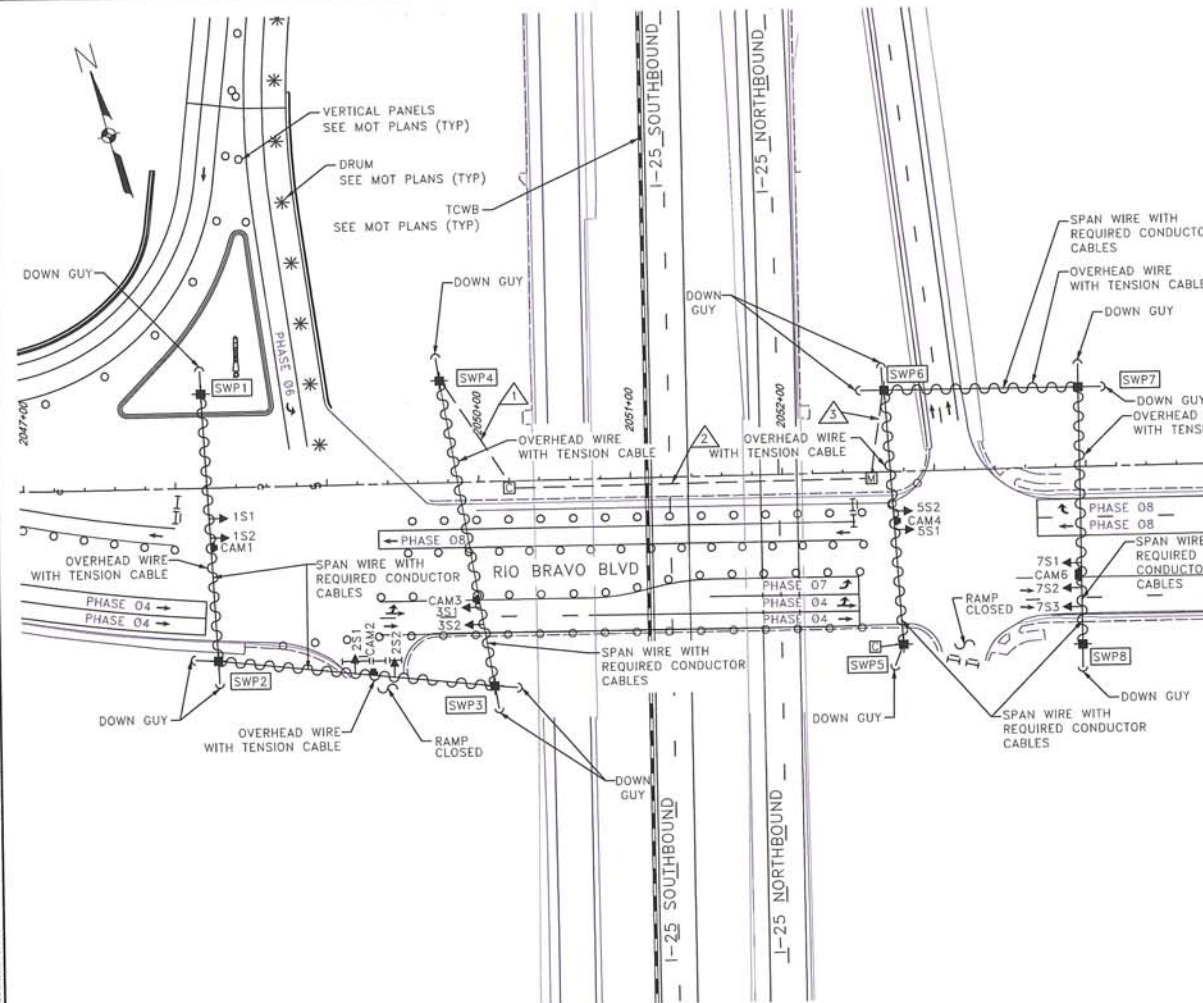 N
VERTICAL PANELS
SEE MOT PLANS (TYP)
DRUM
SEE MOT PLANS (TYP)
TCWB
SEE MOT PLANS (TYP)
I-25 SOUTHBOUND
I-25 NORTHBOUND
SPAN WIRE WITH
REQUIRED CONDUCTO
CABLES
OVERHEAD WIRE
WITH TENSION CABLE
DOWN GUY
DOWN GUY
DOWN GUY
DOWN
GUY
SWP1
PHASE 06
SWP4
SWP6
SWP7
DOWN GUY
OVERHEAD
WITH TENS
2047+00
2050+00
2051+00
2052+00
1
2
3
OVERHEAD WIRE
WITH TENSION CABLE
OVERHEAD WIRE
WITH TENSION CABLE
C
M
1S1
1S2
CAM1
5S2
CAM4
5S1
PHASE 08
PHASE 08
PHASE 08
OVERHEAD WIRE
WITH TENSION CABLE
SPAN WIRE WITH
REQUIRED CONDUCTOR
CABLES
RIO BRAVO BLVD
7S1
CAM6
7S2
7S3
SPAN WIRE
REQUIRED
CONDUCTO
CABLES
PHASE 04
PHASE 04
CAM3
3S1
3S2
PHASE 07
PHASE 04
PHASE 04
RAMP
CLOSED
2S1
CAM2
2S2
SPAN WIRE WITH
REQUIRED CONDUCTOR
CABLES
C
SWP5
SWP8
SWP2
SWP3
DOWN GUY
OVERHEAD WIRE
WITH TENSION CABLE
RAMP
CLOSED
DOWN GUY
SPAN WIRE WITH
REQUIRED CONDUCTOR
CABLES
DOWN GUY
DOWN
GUY
I-25 SOUTHBOUND
I-25 NORTHBOUND